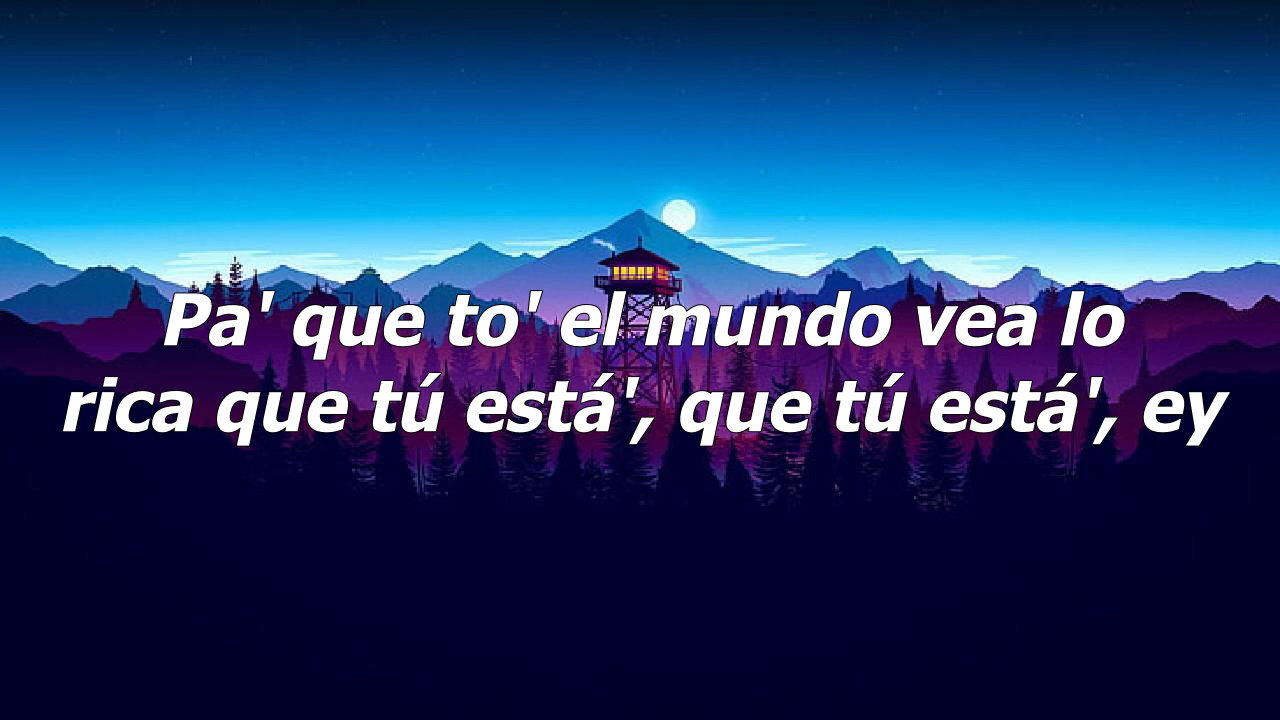 Pa' que to' el mundo vea lo
rica que tú está', que tú está', ey